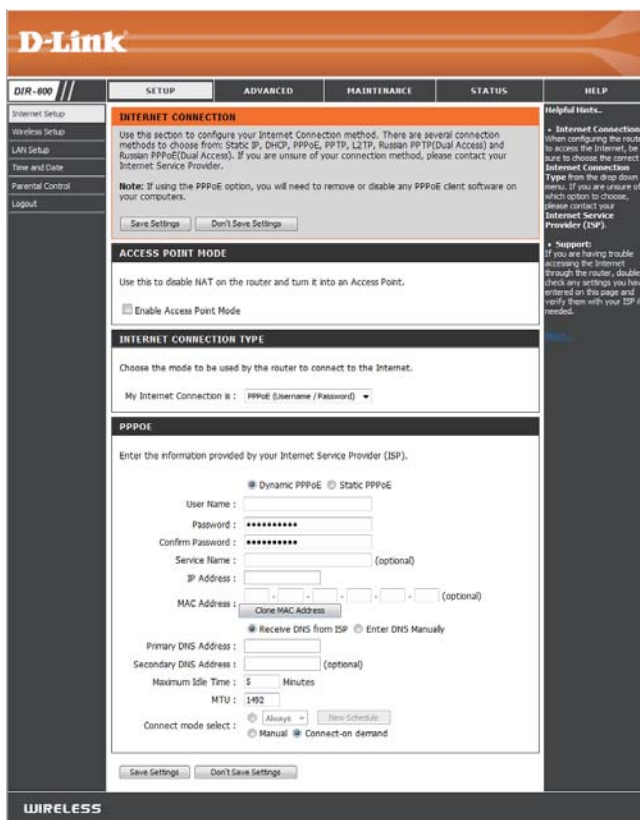 D-Link
DIR-600
SETUP
ADVANCED
MAINTENANCE
STATUS
HELP
Internet Setup
Wireless Setup
LAN Setup
Time and Date
Parental Control
Logout
INTERNET CONNECTION
Use this section to configure your Internet Connection method. There are several connection
methods to choose from: Static IP, DHCP, PPPoE, PPTP, L2TP, Russian PPTP(Dual Access) and
Russian PPPoE(Dual Access). If you are unsure of your connection method, please contact your
Internet Service Provider.
Note: If using the PPPoE option, you will need to remove or disable any PPPoE client software on
your computers.
Save Settings Don't Save Settings
ACCESS POINT MODE
Use this to disable NAT on the router and turn it into an Access Point.
Enable Access Point Mode
INTERNET CONNECTION TYPE
Choose the mode to be used by the router to connect to the Internet.
My Internet Connection is : PPPoE (Username / Password)
PPPOE
Enter the information provided by your Internet Service Provider (ISP).
Dynamic PPPoE Static PPPoE
User Name :
Password : ••••••••••
Confirm Password : ••••••••••
Service Name : (optional)
IP Address :
MAC Address : - - - - - (optional)
Clone MAC Address
Receive DNS from ISP Enter DNS Manually
Primary DNS Address :
Secondary DNS Address : (optional)
Maximum Idle Time : 5 Minutes
MTU : 1492
Connect mode select : Always New Schedule
Manual Connect-on demand
Save Settings Don't Save Settings
Helpful Hints..
• Internet Connection:
When configuring the route
to access the Internet, be
sure to choose the correct
Internet Connection
Type from the drop down
menu. If you are unsure of
which option to choose,
please contact your
Internet Service
Provider (ISP).
• Support:
If you are having trouble
accessing the Internet
through the router, double
check any settings you hav
entered on this page and
verify them with your ISP i
needed.
WIRELESS